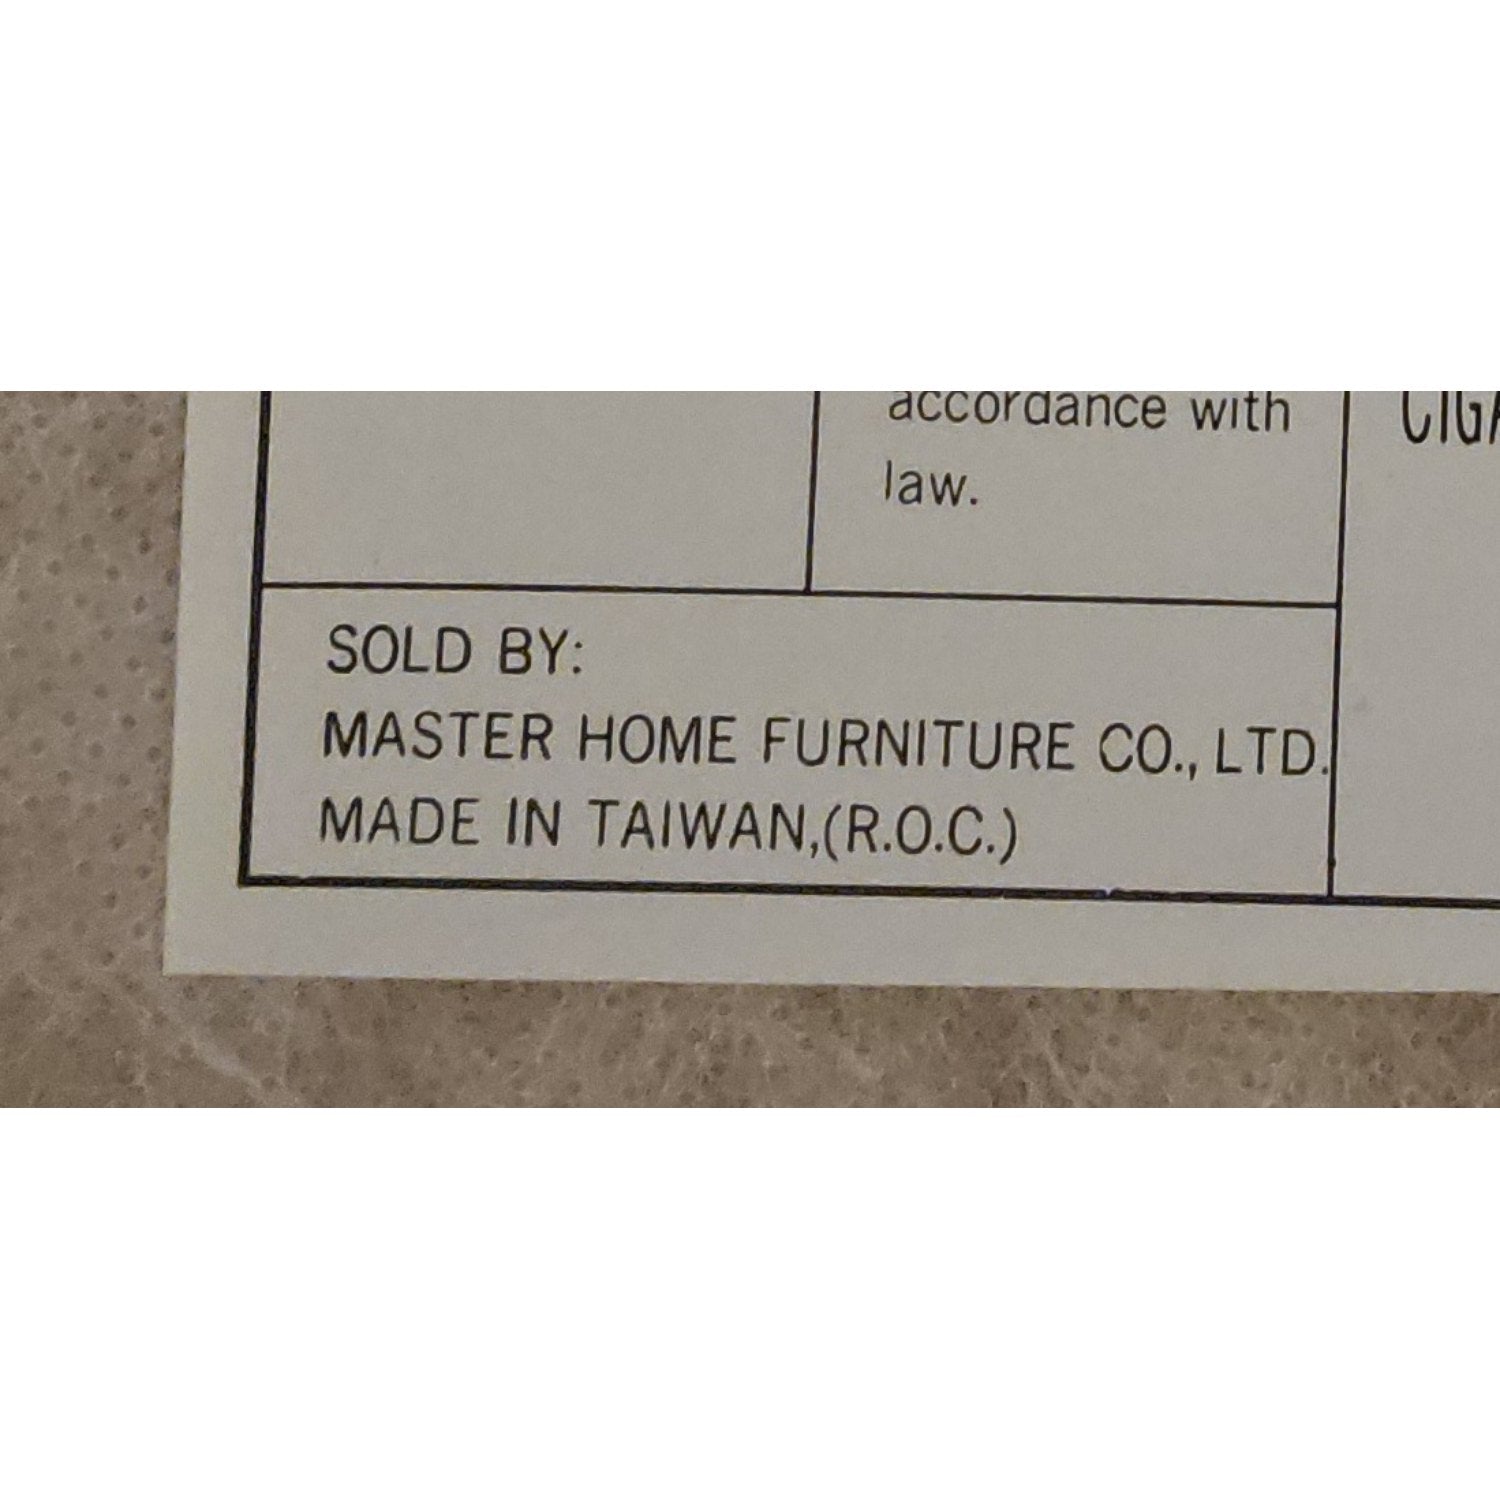 accordance with
law.
SOLD BY:
MASTER HOME FURNITURE CO., LTD.
MADE IN TAIWAN,(R.O.C.)